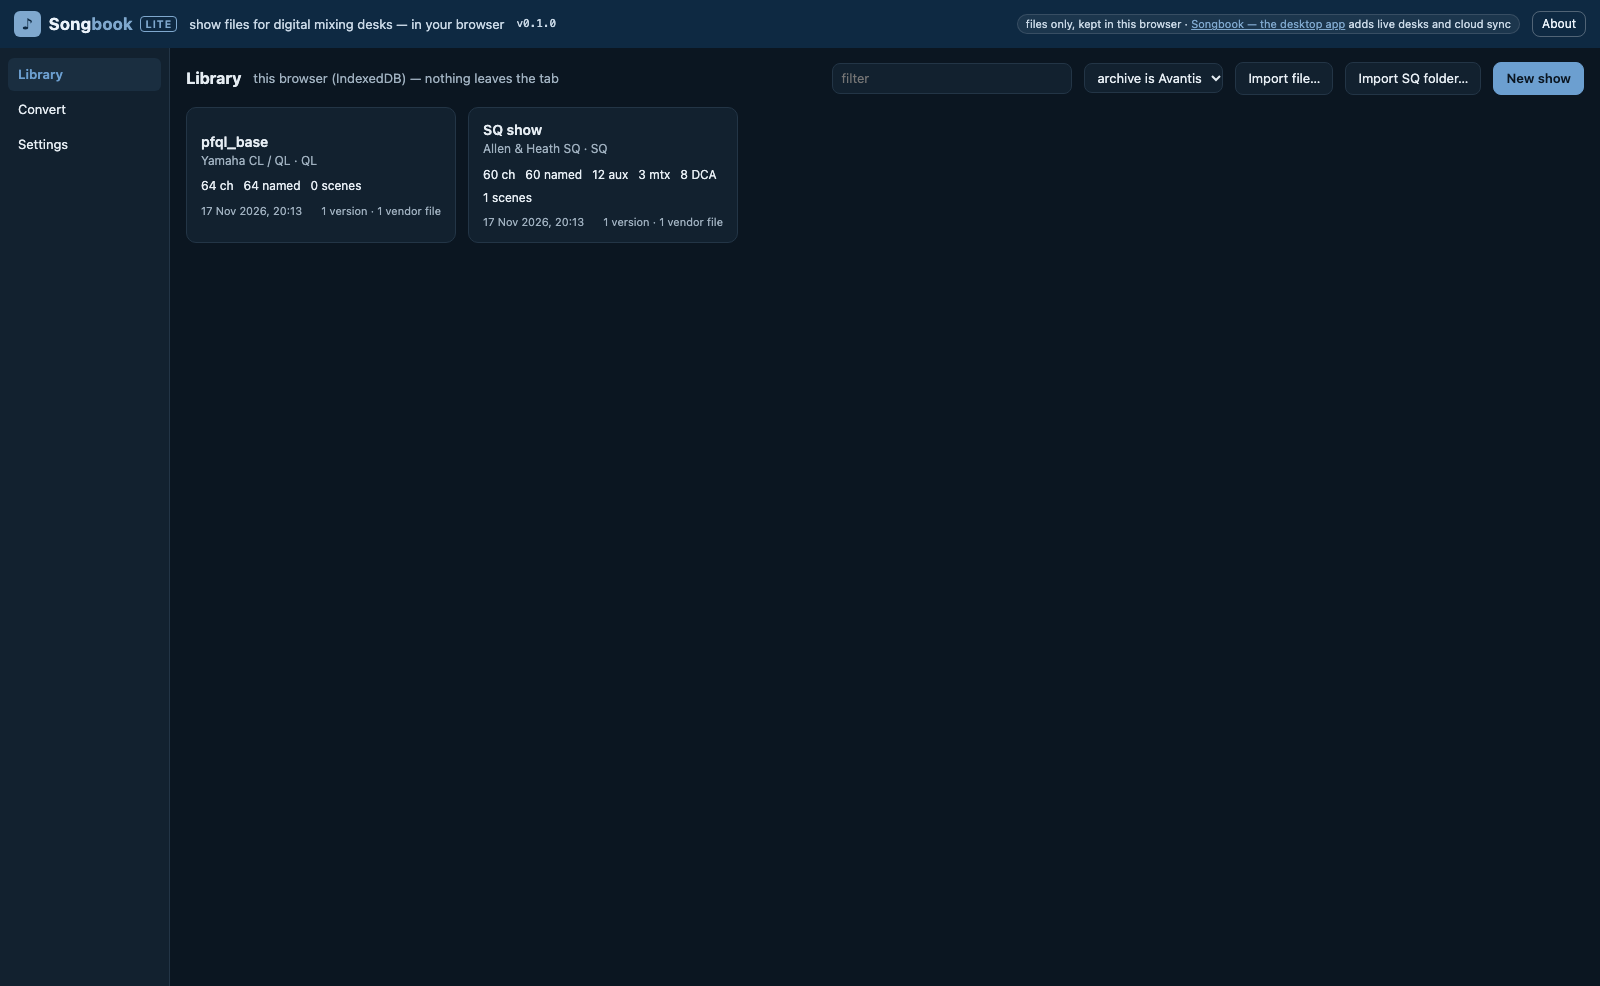 ♪ Songbook LITE show files for digital mixing desks — in your browser v0.1.0
files only, kept in this browser · Songbook — the desktop app adds live desks and cloud sync
About
Library
Convert
Settings
Library this browser (IndexedDB) — nothing leaves the tab
filter
archive is Avantis
Import file...
Import SQ folder...
New show
pfql_base
Yamaha CL / QL · QL
64 ch 64 named 0 scenes
17 Nov 2026, 20:13 1 version · 1 vendor file
SQ show
Allen & Heath SQ · SQ
60 ch 60 named 12 aux 3 mtx 8 DCA
1 scenes
17 Nov 2026, 20:13 1 version · 1 vendor file